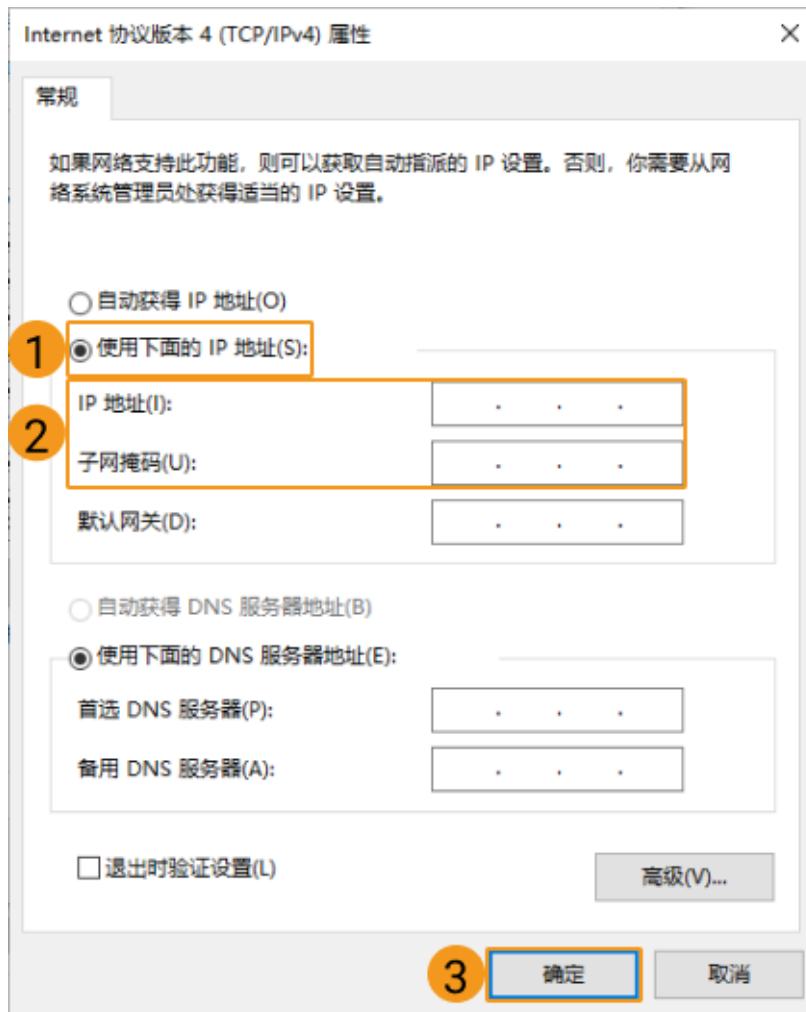 Internet 协议版本 4 (TCP/IPv4) 属性
常规
如果网络支持此功能，则可以获取自动指派的 IP 设置。否则，你需要从网
络系统管理员处获得适当的 IP 设置。
自动获得 IP 地址(O)
1 使用下面的 IP 地址(S):
IP 地址(I): . . .
2
子网掩码(U): . . .
默认网关(D): . . .
自动获得 DNS 服务器地址(B)
使用下面的 DNS 服务器地址(E):
首选 DNS 服务器(P): . . .
备用 DNS 服务器(A): . . .
退出时验证设置(L)
高级(V)...
3 确定 取消